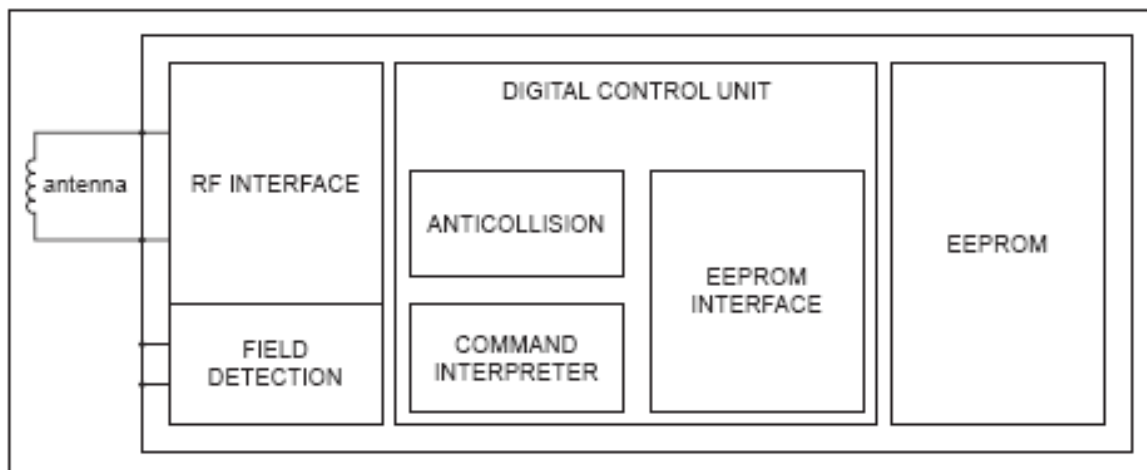 antenna
RF INTERFACE
FIELD
DETECTION
DIGITAL CONTROL UNIT
ANTICOLLISION
COMMAND
INTERPRETER
EEPROM
INTERFACE
EEPROM